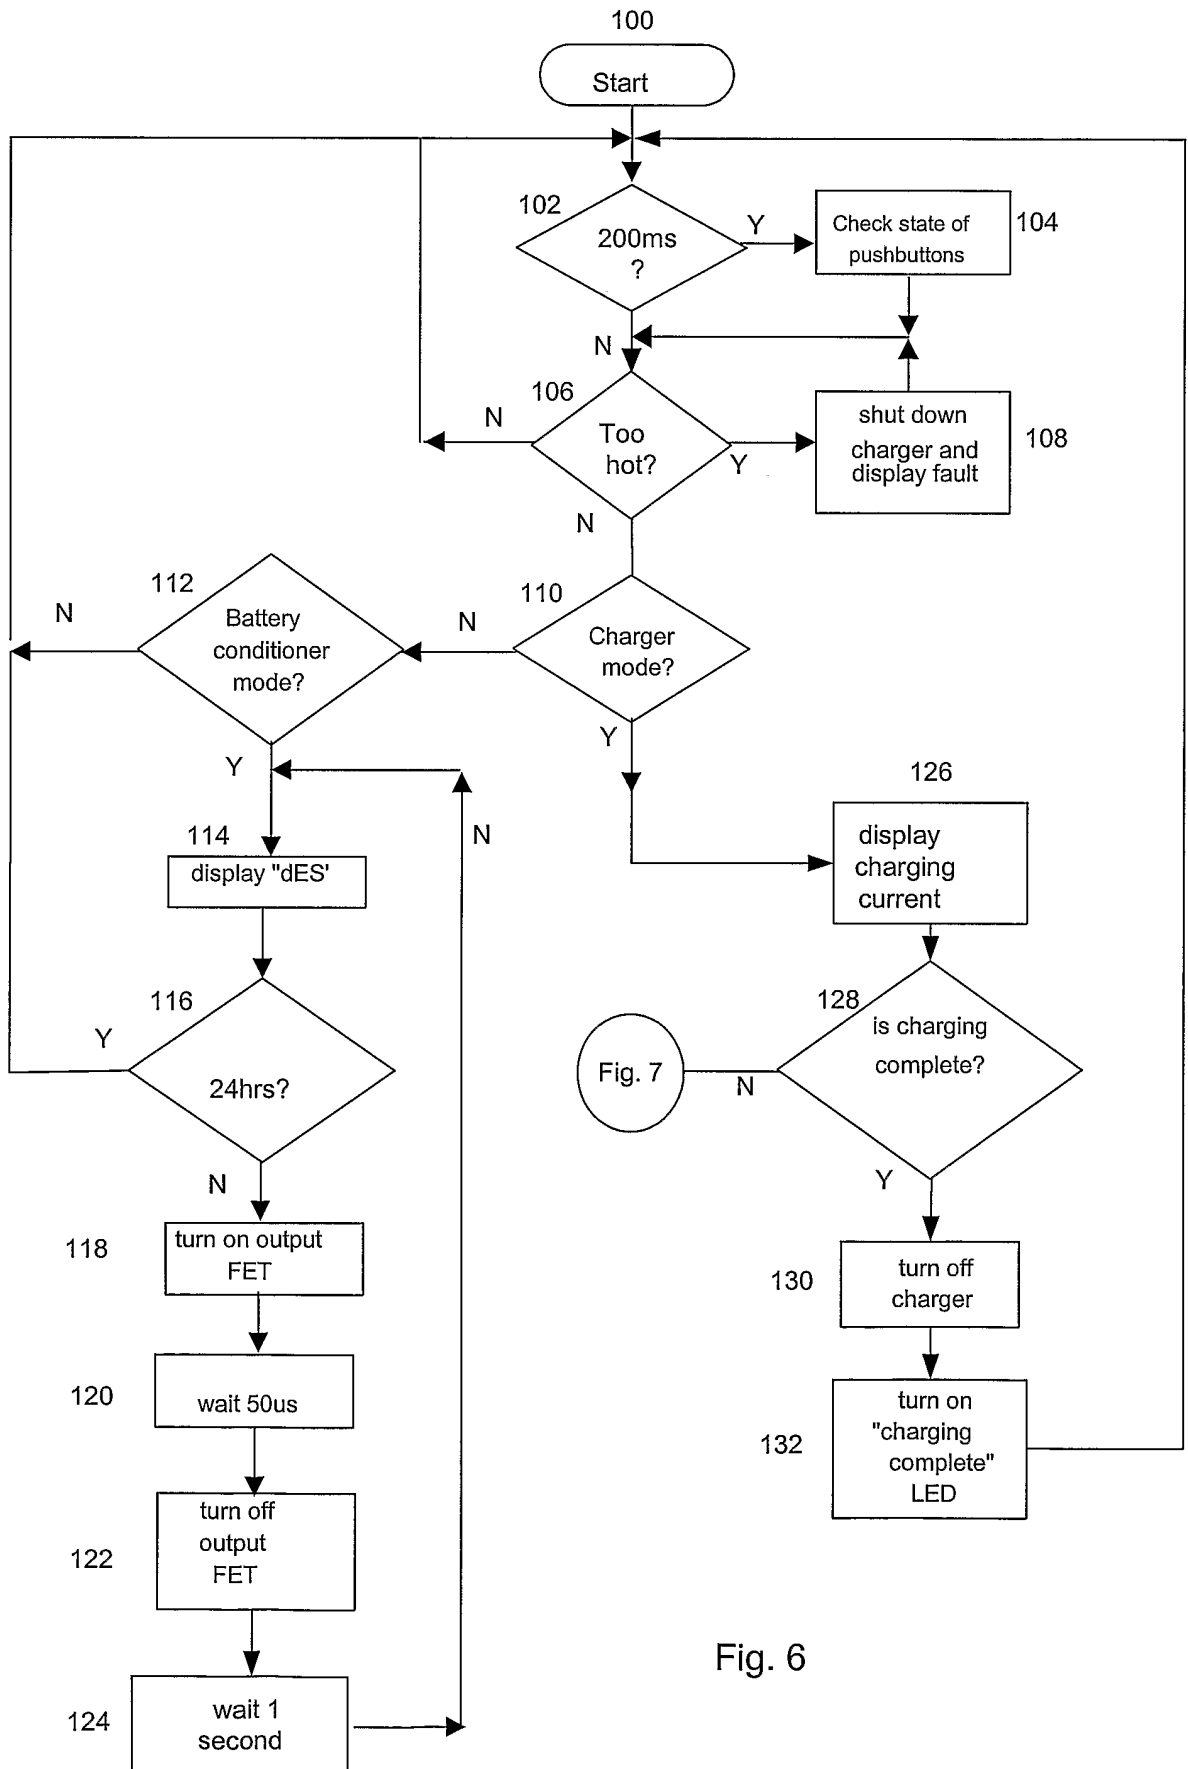 100
Start
102
200ms
?
Y
Check state of
pushbuttons
104
N
106
N
Too
hot?
Y
shut down
charger and
display fault
108
N
112
N
Battery
conditioner
mode?
N
110
Charger
mode?
Y
Y
126
N
114
display "dES'
display
charging
current
116
Y
24hrs?
128
is charging
complete?
Fig. 7
N
N
Y
118
turn on output
FET
130
turn off
charger
120
wait 50us
132
turn on
"charging
complete"
LED
122
turn off
output
FET
124
wait 1
second
Fig. 6